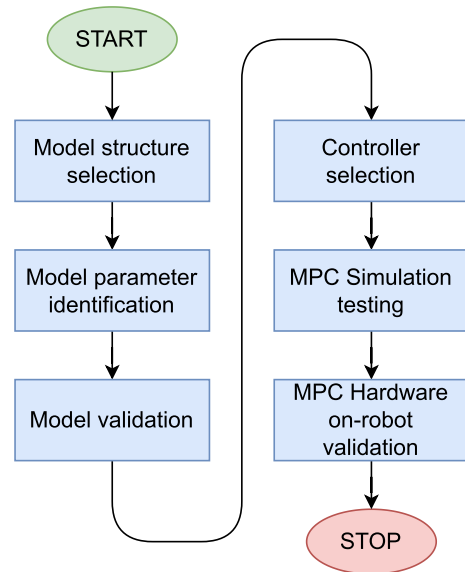 START
Model structure
selection
Model parameter
identification
Model validation
Controller
selection
MPC Simulation
testing
MPC Hardware
on-robot
validation
STOP